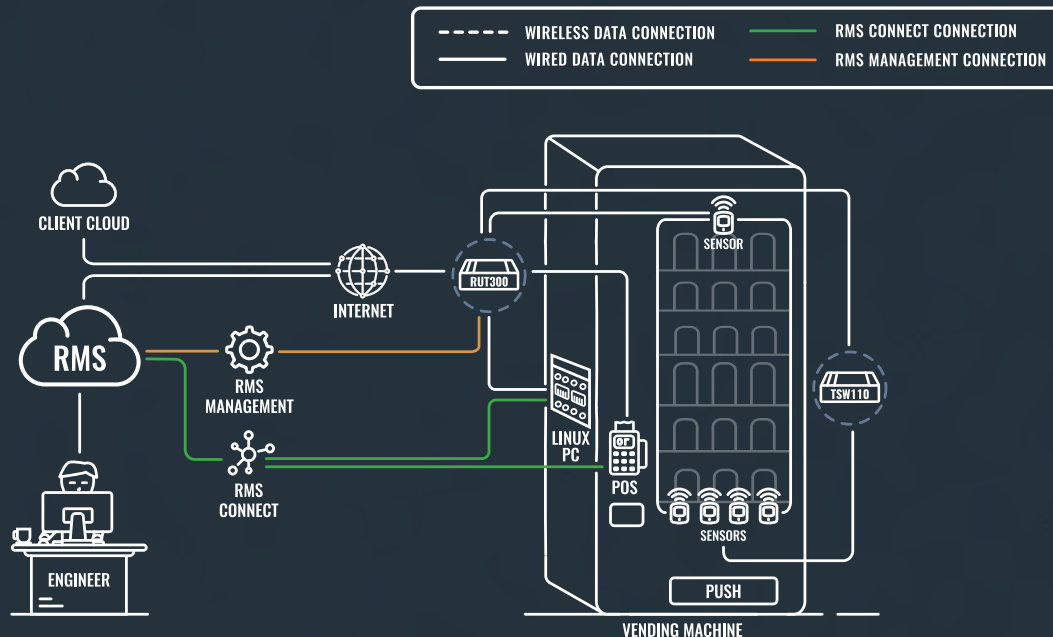 WIRELESS DATA CONNECTION
WIRED DATA CONNECTION
RMS CONNECT CONNECTION
RMS MANAGEMENT CONNECTION
CLIENT CLOUD
INTERNET
RUT300
SENSOR
RMS
RMS
MANAGEMENT
RMS
CONNECT
LINUX
PC
POS
TSW110
SENSORS
ENGINEER
PUSH
VENDING MACHINE